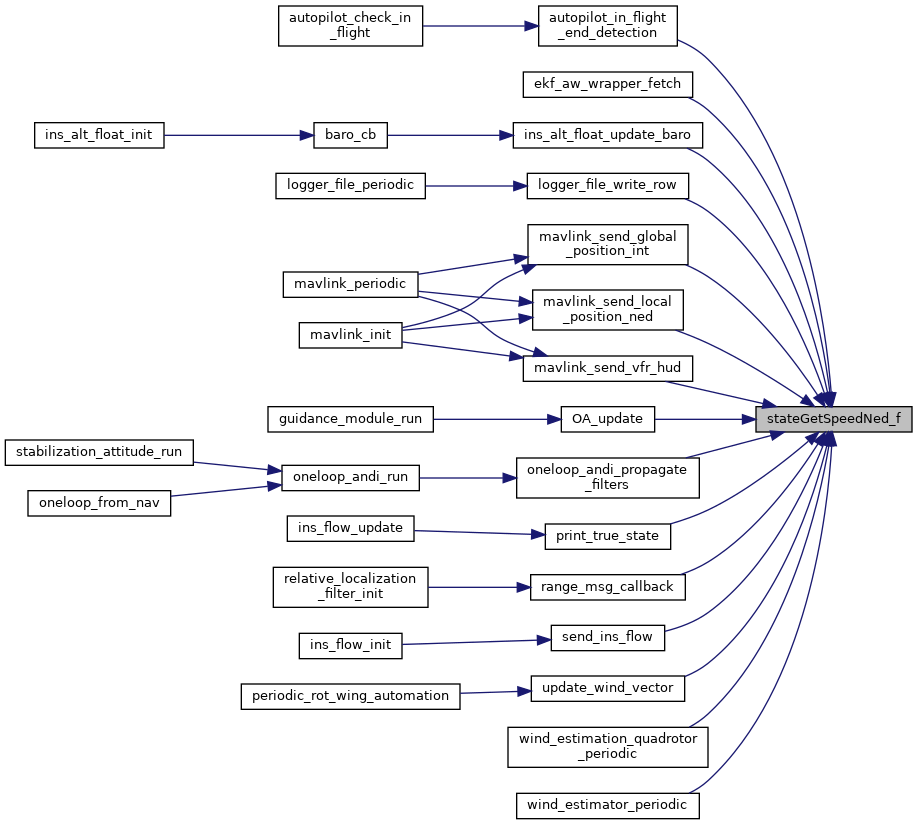 autopilot_check_in
_flight
autopilot_in_flight
_end_detection
ekf_aw_wrapper_fetch
ins_alt_float_init
baro_cb
ins_alt_float_update_baro
logger_file_periodic
logger_file_write_row
mavlink_send_global
_position_int
mavlink_periodic
mavlink_send_local
_position_ned
mavlink_init
mavlink_send_vfr_hud
guidance_module_run
OA_update
stateGetSpeedNed_f
stabilization_attitude_run
oneloop_andi_run
oneloop_andi_propagate
_filters
oneloop_from_nav
ins_flow_update
print_true_state
relative_localization
_filter_init
range_msg_callback
ins_flow_init
send_ins_flow
periodic_rot_wing_automation
update_wind_vector
wind_estimation_quadrotor
_periodic
wind_estimator_periodic